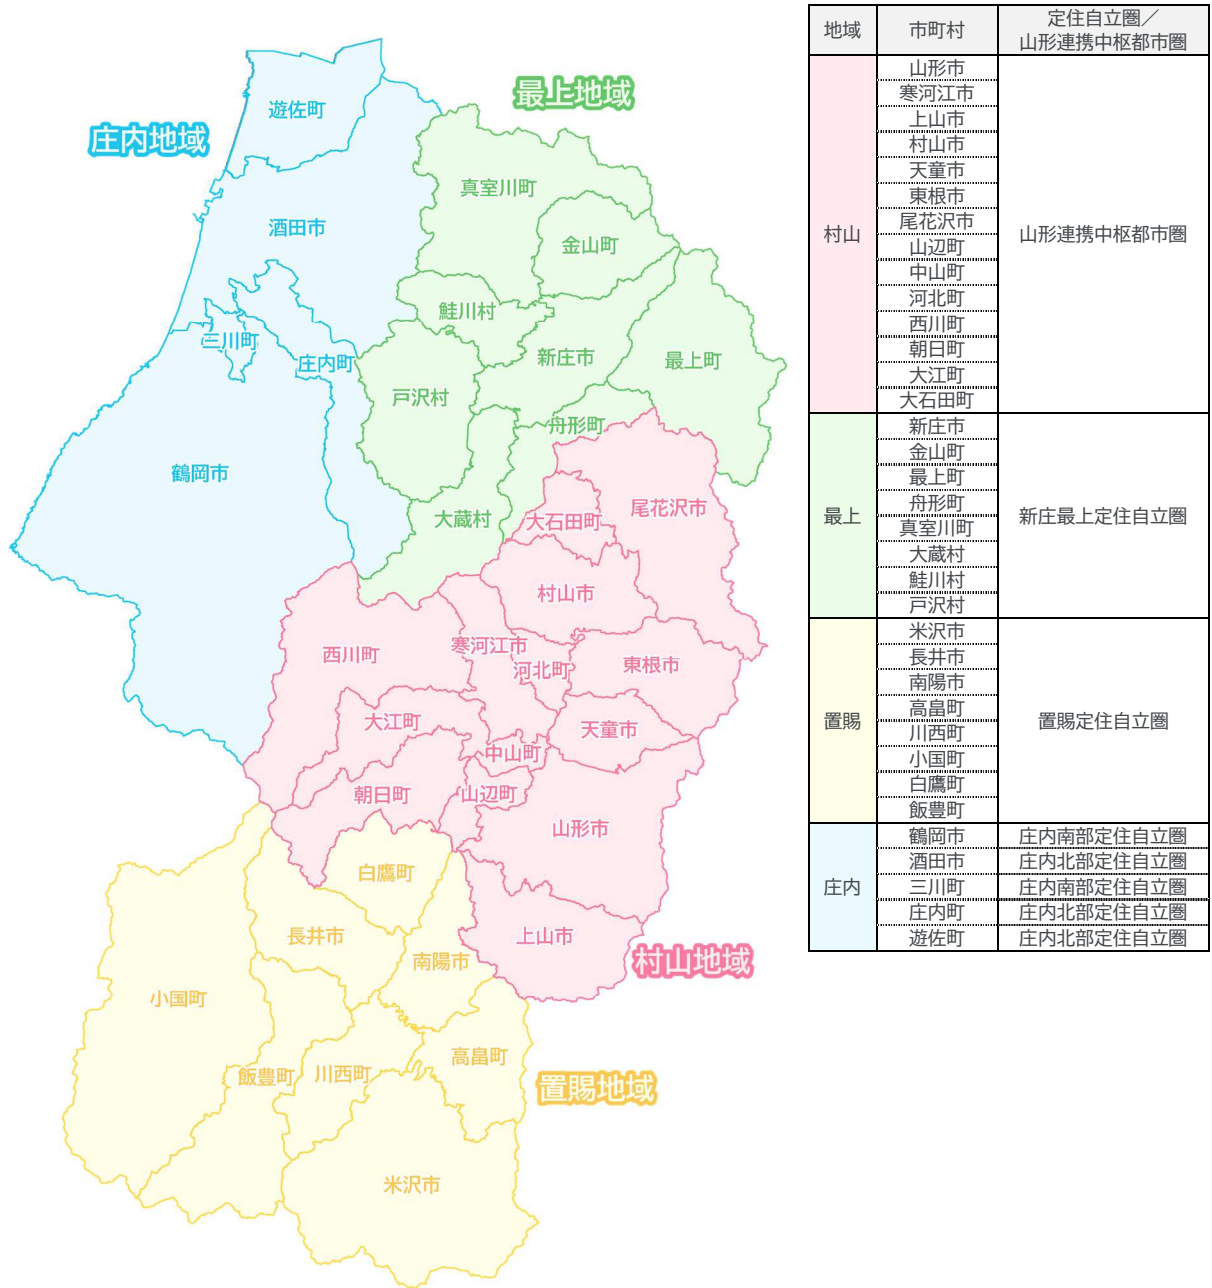 最上地域
遊佐町
庄内地域
真室川町
酒田市
金山町
鮭川村
三川町
新庄市
庄内町
最上町
戸沢村
舟形町
鶴岡市
尾花沢市
大蔵村
大石田町
村山市
寒河江市
西川町
河北町
東根市
大江町
天童市
中山町
朝日町
山辺町
山形市
白鷹町
長井市
上山市
南陽市
村山地域
小国町
高畠町
飯豊町
川西町
置賜地域
米沢市
地域 市町村 定住自立圏/
山形連携中枢都市圏
山形市
寒河江市
上山市
村山市
天童市
東根市
尾花沢市
村山 山形連携中枢都市圏
山辺町
中山町
河北町
西川町
朝日町
大江町
大石田町
新庄市
金山町
最上町
舟形町
最上 新庄最上定住自立圏
真室川町
大蔵村
鮭川村
戸沢村
米沢市
長井市
南陽市
高畠町
置賜 置賜定住自立圏
川西町
小国町
白鷹町
飯豊町
鶴岡市 庄内南部定住自立圏
酒田市 庄内北部定住自立圏
庄内 三川町 庄内南部定住自立圏
庄内町 庄内北部定住自立圏
遊佐町 庄内北部定住自立圏